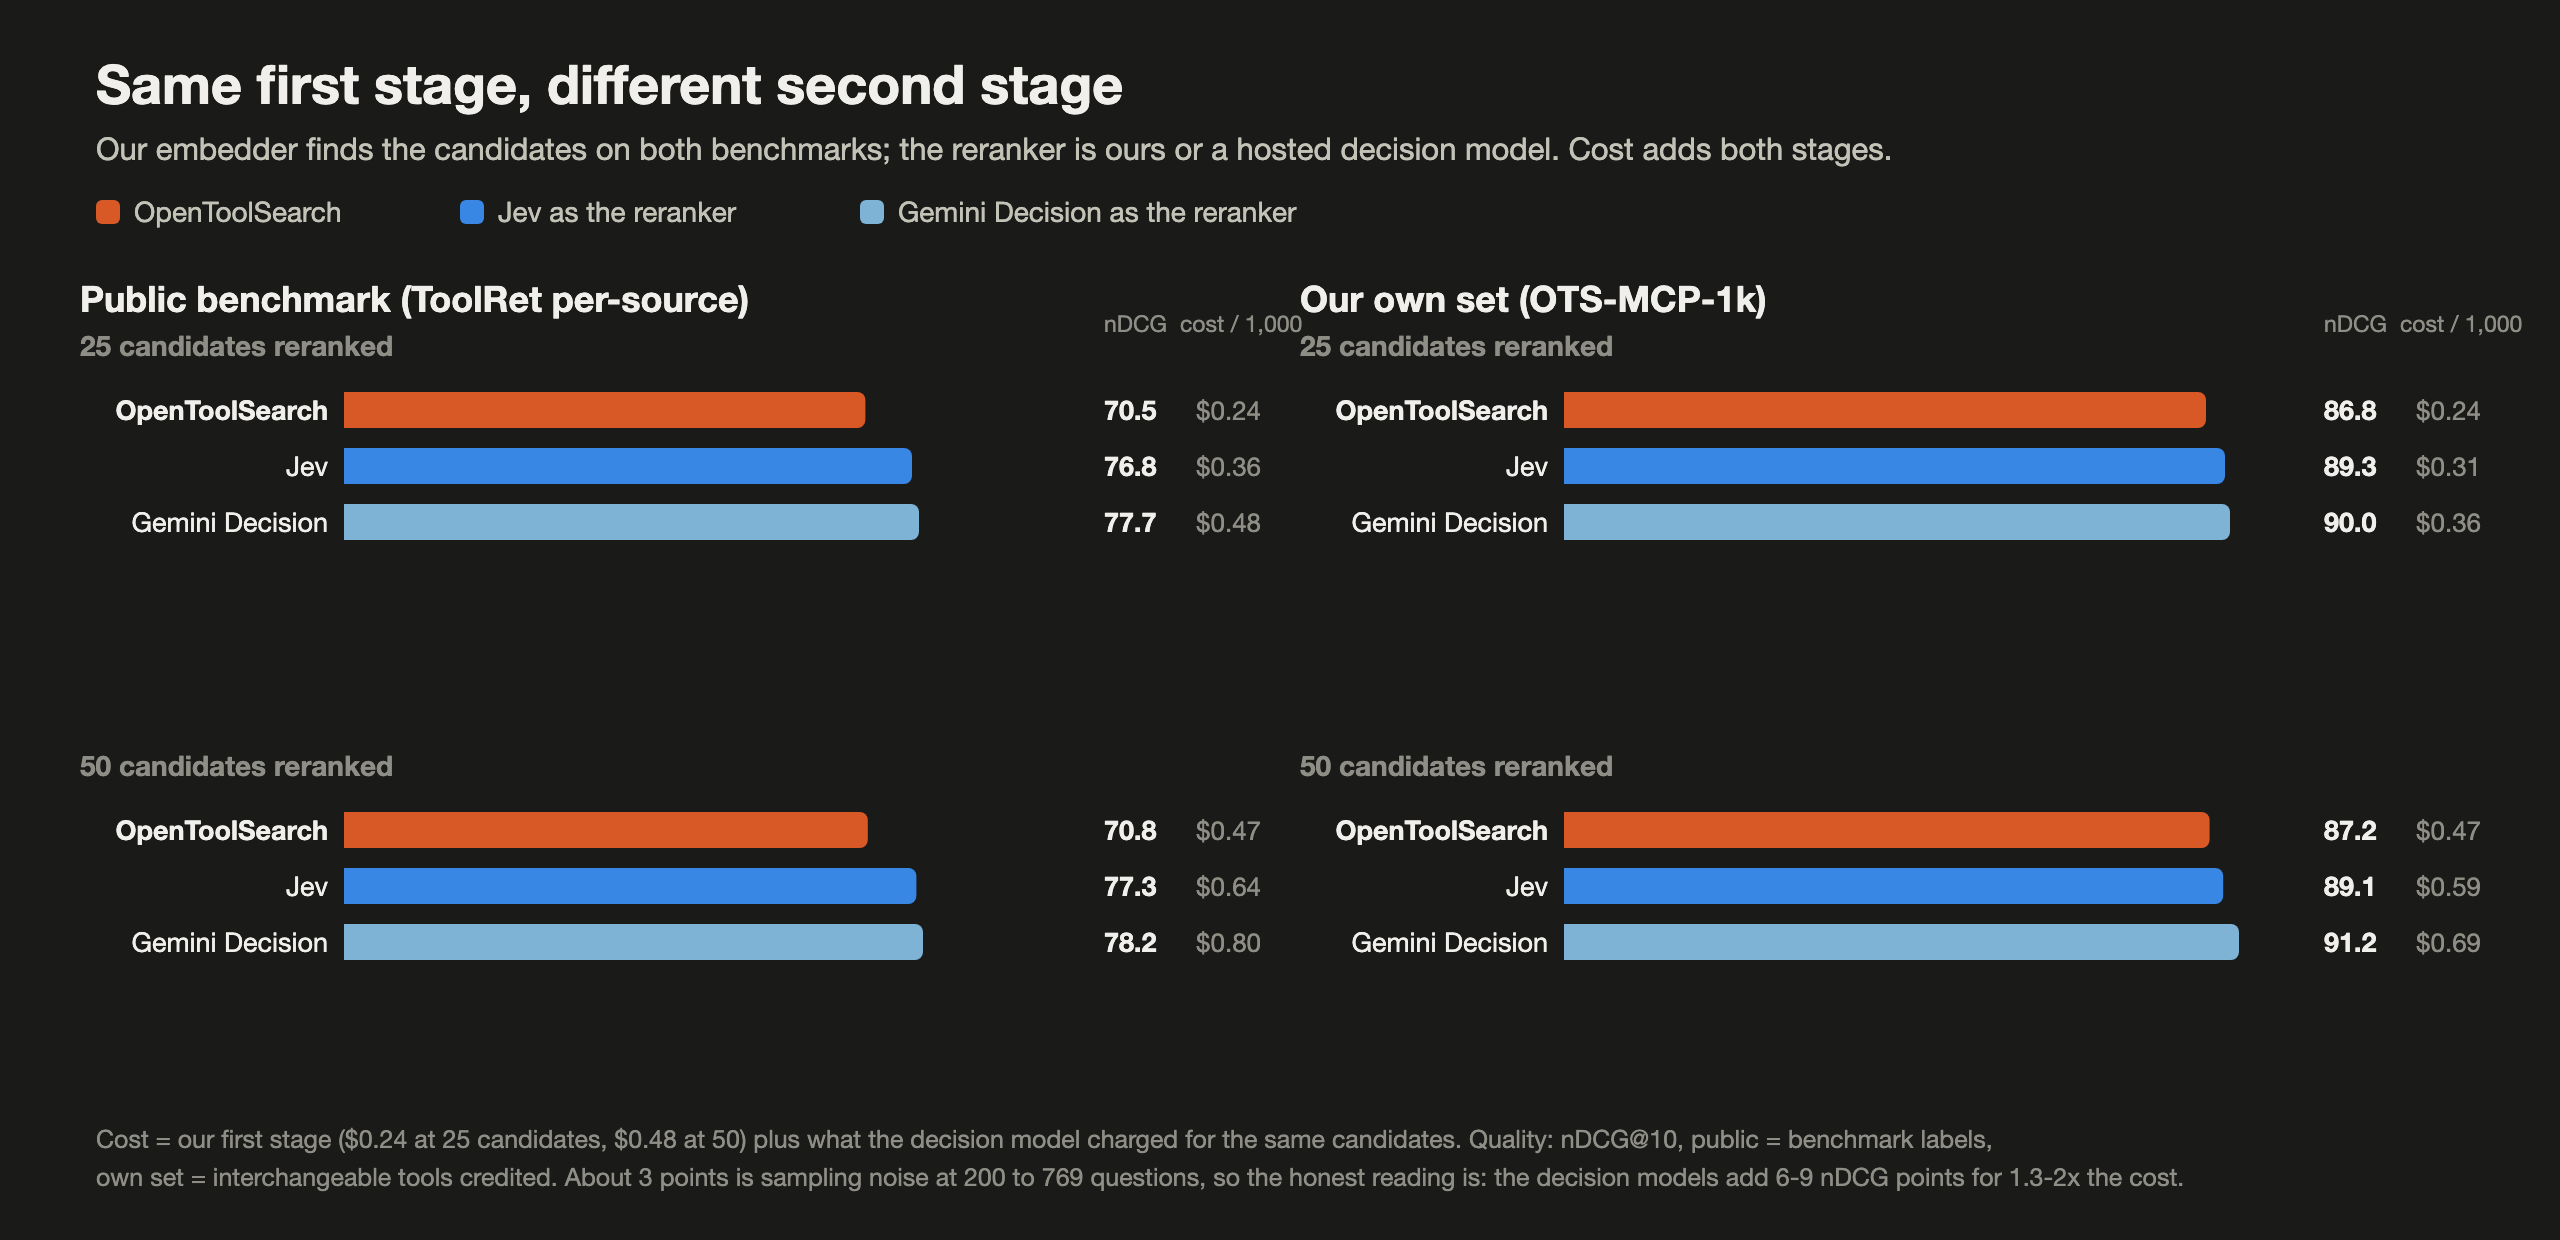 Same first stage, different second stage
Our embedder finds the candidates on both benchmarks; the reranker is ours or a hosted decision model. Cost adds both stages.
OpenToolSearch
Jev as the reranker
Gemini Decision as the reranker
Public benchmark (ToolRet per-source)
nDCG cost / 1,000
25 candidates reranked
OpenToolSearch 70.5 $0.24
Jev 76.8 $0.36
Gemini Decision 77.7 $0.48
50 candidates reranked
OpenToolSearch 70.8 $0.47
Jev 77.3 $0.64
Gemini Decision 78.2 $0.80
Our own set (OTS-MCP-1k)
nDCG cost / 1,000
25 candidates reranked
OpenToolSearch 86.8 $0.24
Jev 89.3 $0.31
Gemini Decision 90.0 $0.36
50 candidates reranked
OpenToolSearch 87.2 $0.47
Jev 89.1 $0.59
Gemini Decision 91.2 $0.69
Cost = our first stage ($0.24 at 25 candidates, $0.48 at 50) plus what the decision model charged for the same candidates. Quality: nDCG@10, public = benchmark labels,
own set = interchangeable tools credited. About 3 points is sampling noise at 200 to 769 questions, so the honest reading is: the decision models add 6-9 nDCG points for 1.3-2x the cost.